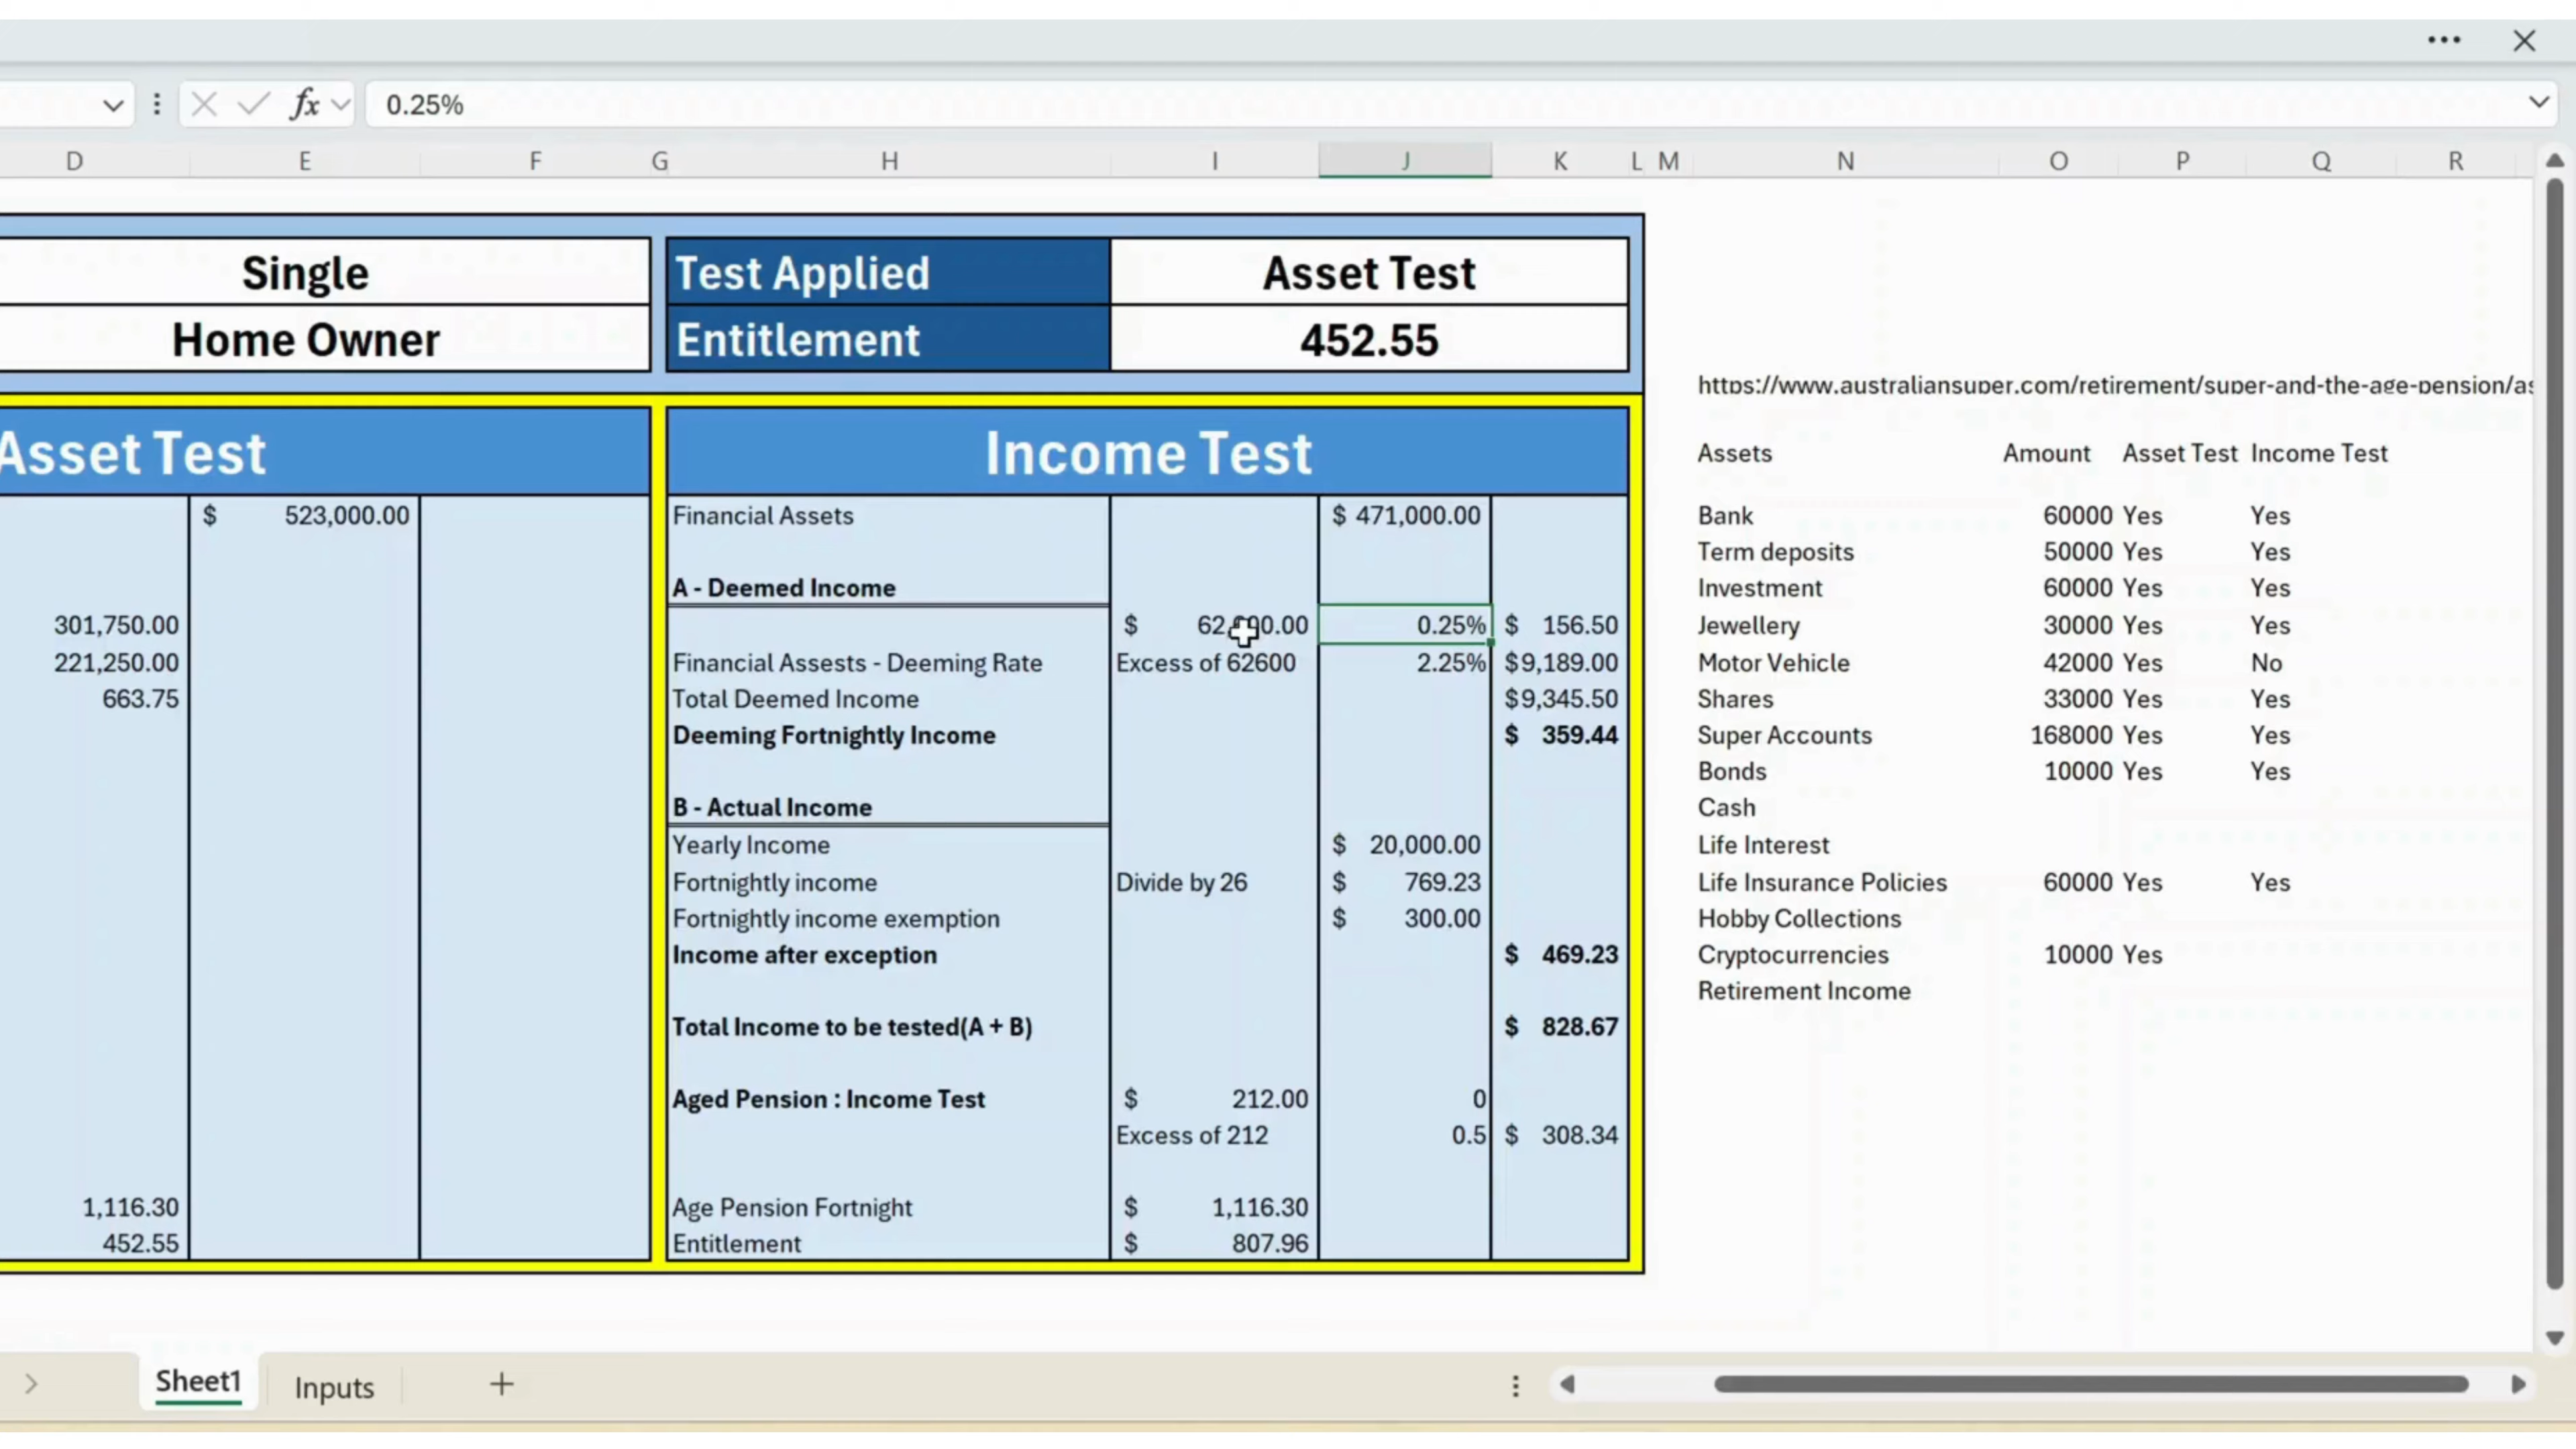 0.25%
D E F G H I J K L M N O P Q R
Single Test Applied Asset Test
Home Owner Entitlement 452.55
https://www.australiansuper.com/retirement/super-and-the-age-pension/as
Asset Test Income Test
Assets Amount Asset Test Income Test
$ 523,000.00 Financial Assets $ 471,000.00 Bank 60000 Yes Yes
Term deposits 50000 Yes Yes
A - Deemed Income Investment 60000 Yes Yes
301,750.00 $ 0.25% $ 156.50 Jewellery 30000 Yes Yes
221,250.00 Financial Assests - Deeming Rate Excess of 62600 2.25% $9,189.00 Motor Vehicle 42000 Yes No
663.75 Total Deemed Income $9,345.50 Shares 33000 Yes Yes
Deeming Fortnightly Income $ 359.44 Super Accounts 168000 Yes Yes
Bonds 10000 Yes Yes
B - Actual Income Cash
Yearly Income $ 20,000.00 Life Interest
Fortnightly income Divide by 26 $ 769.23 Life Insurance Policies 60000 Yes Yes
Fortnightly income exemption $ 300.00 Hobby Collections
Income after exception $ 469.23 Cryptocurrencies 10000 Yes
Retirement Income
Total Income to be tested(A + B) $ 828.67
Aged Pension : Income Test $ 212.00 0
Excess of 212 0.5 $ 308.34
1,116.30 Age Pension Fortnight $ 1,116.30
452.55 Entitlement $ 807.96
Sheet1 Inputs